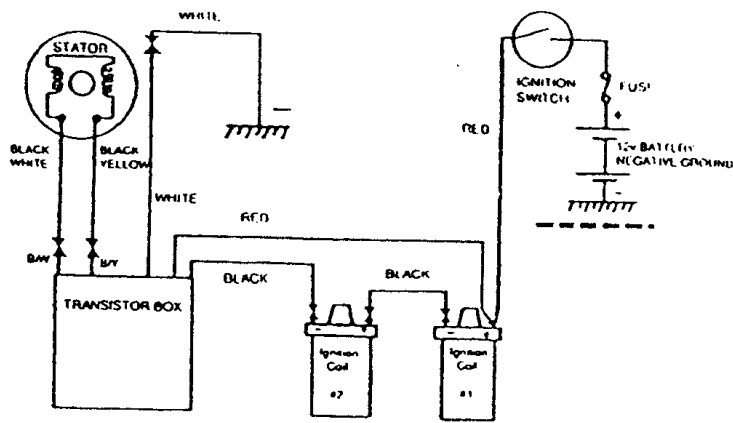 WHITE
STATOR
IGNITION
SWITCH
FUSE
+
12v BATTERY
NEGATIVE GROUND
-
RED
BLACK
WHITE
BLACK
YELLOW
WHITE
RED
B/W
B/Y
BLACK
BLACK
TRANSISTOR BOX
Ignition
Coil
#2
Ignition
Coil
#1